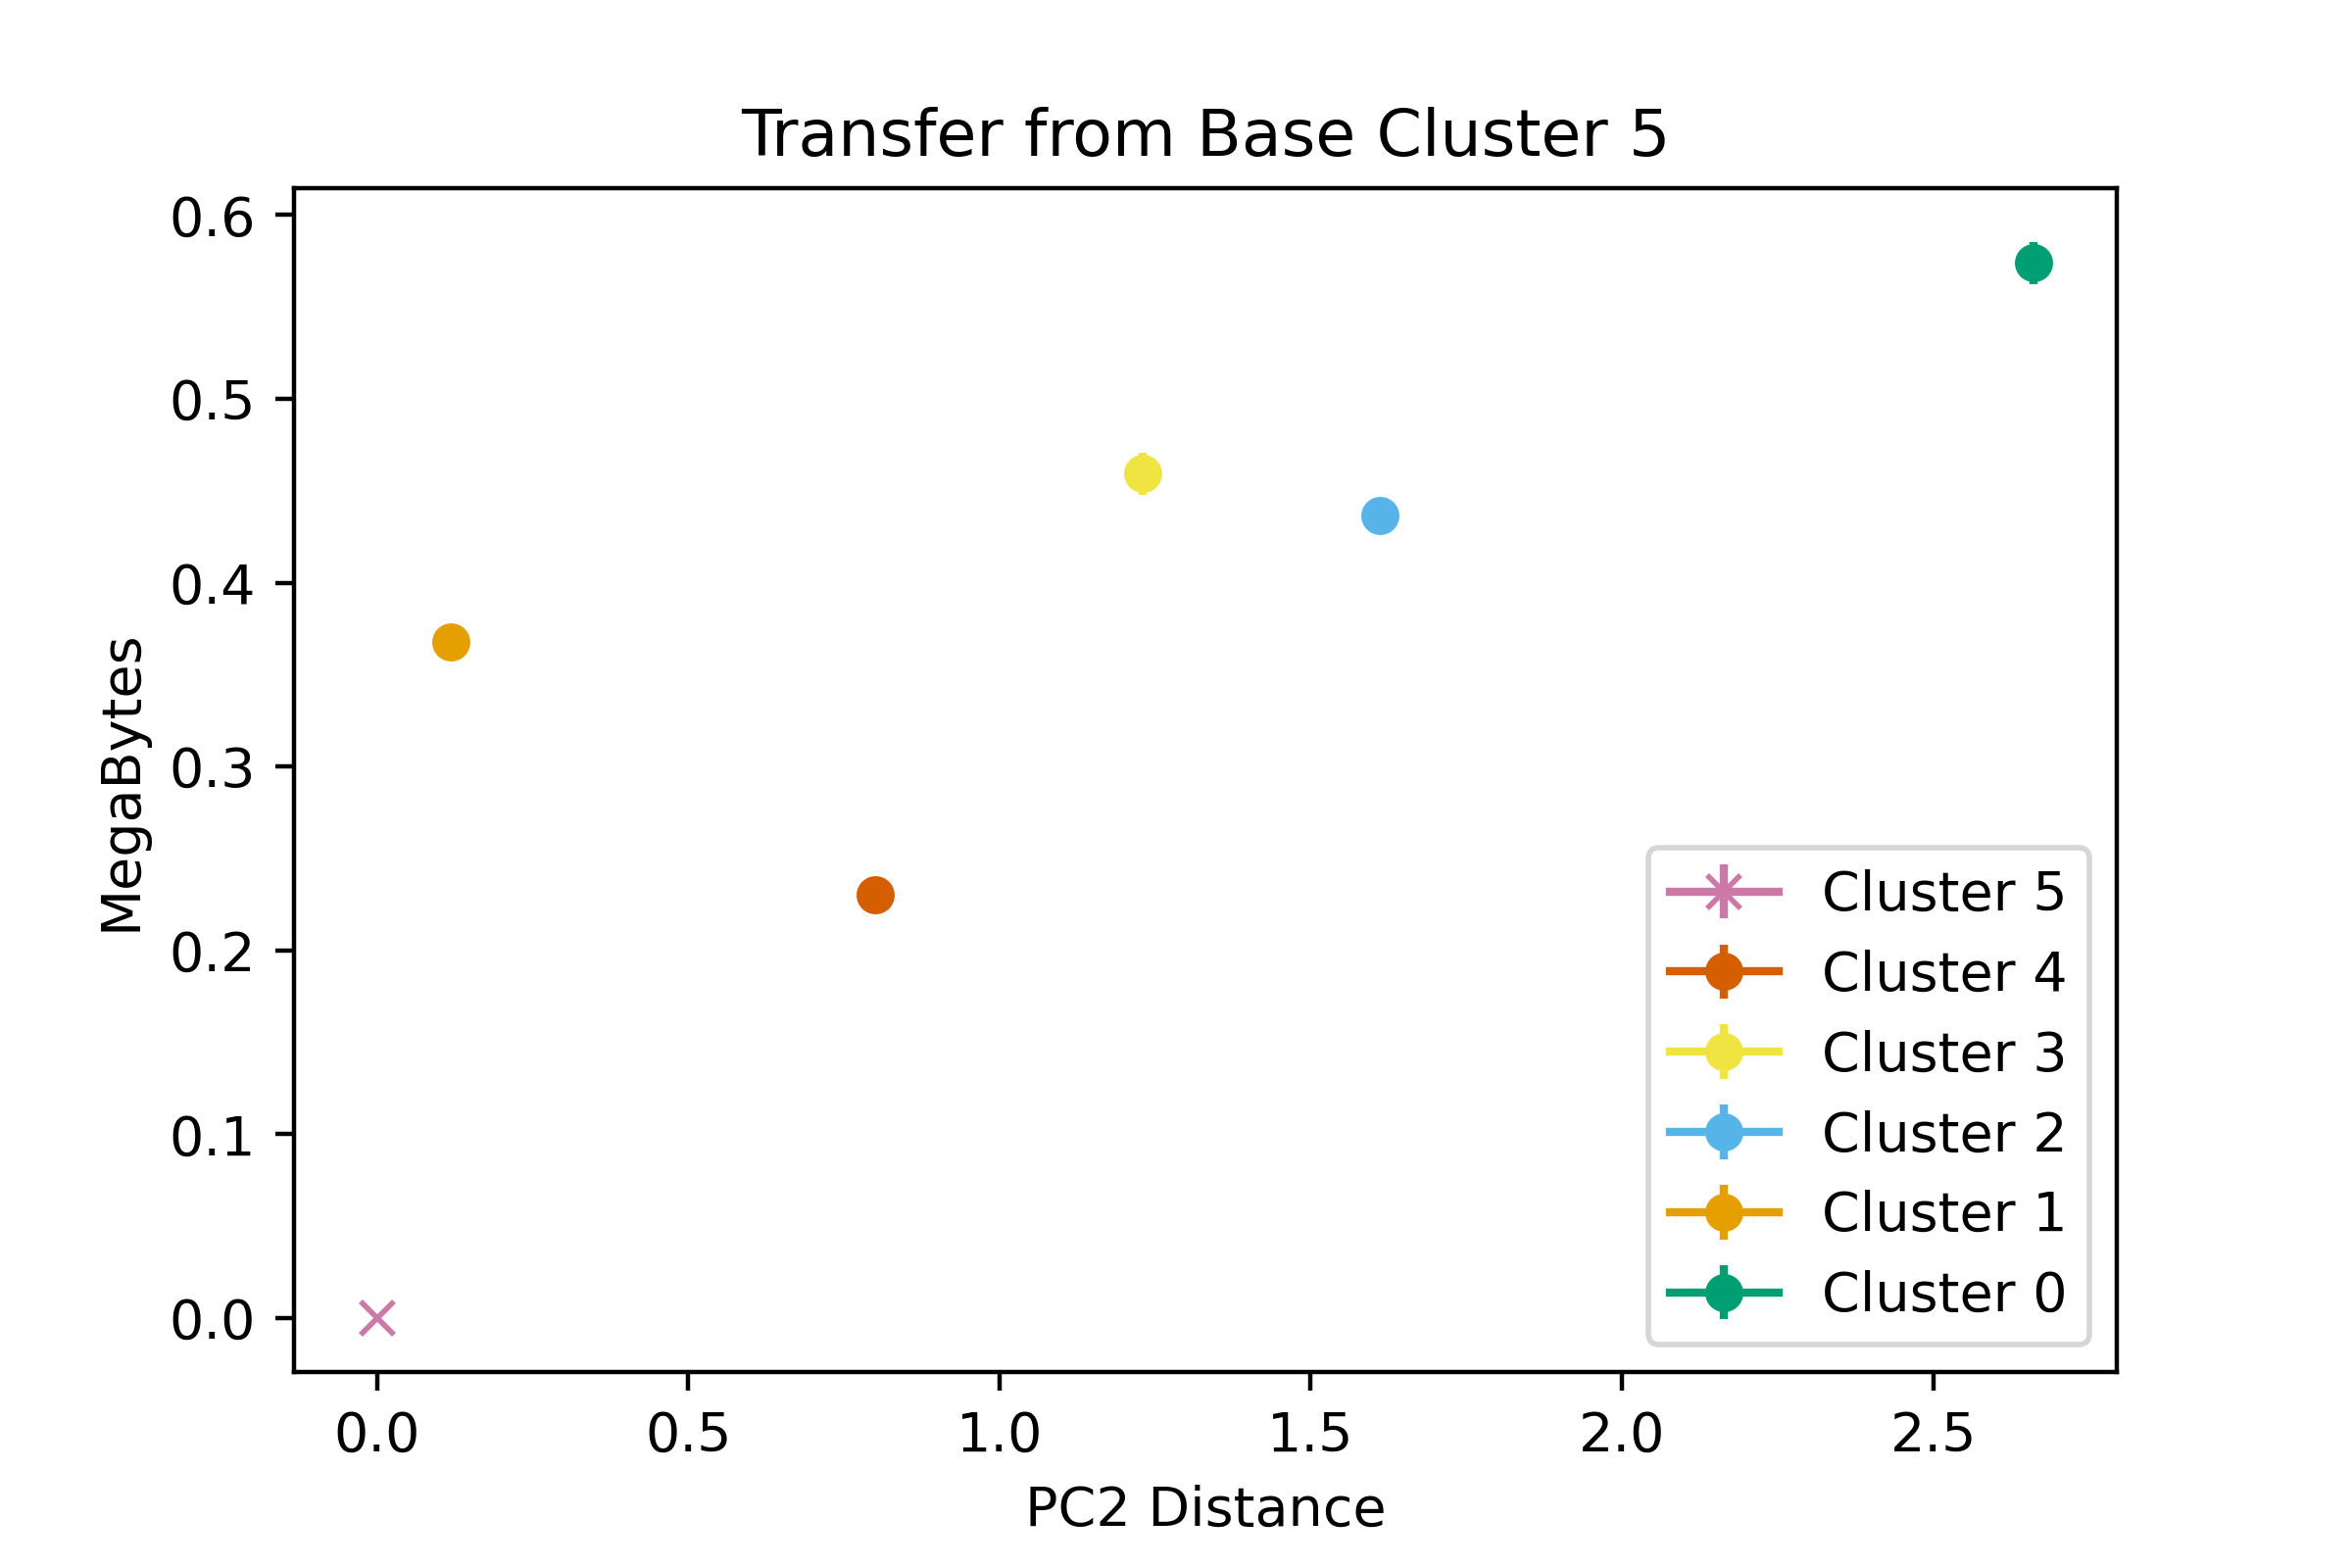 Transfer from Base Cluster 5
MegaBytes
0.6
0.5
0.4
0.3
0.2
0.1
0.0
0.0 0.5 1.0 1.5 2.0 2.5
PC2 Distance
Cluster 5
Cluster 4
Cluster 3
Cluster 2
Cluster 1
Cluster 0